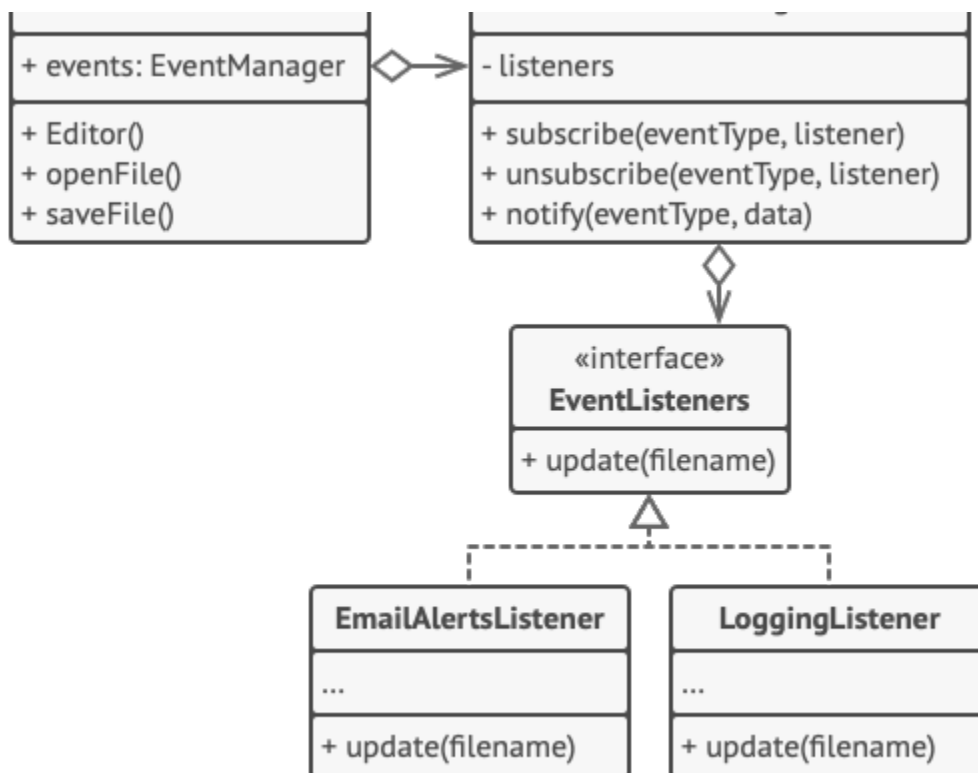 + events: EventManager
+ Editor()
+ openFile()
+ saveFile()
- listeners
+ subscribe(eventType, listener)
+ unsubscribe(eventType, listener)
+ notify(eventType, data)
«interface»
EventListeners
+ update(filename)
EmailAlertsListener
...
+ update(filename)
LoggingListener
...
+ update(filename)